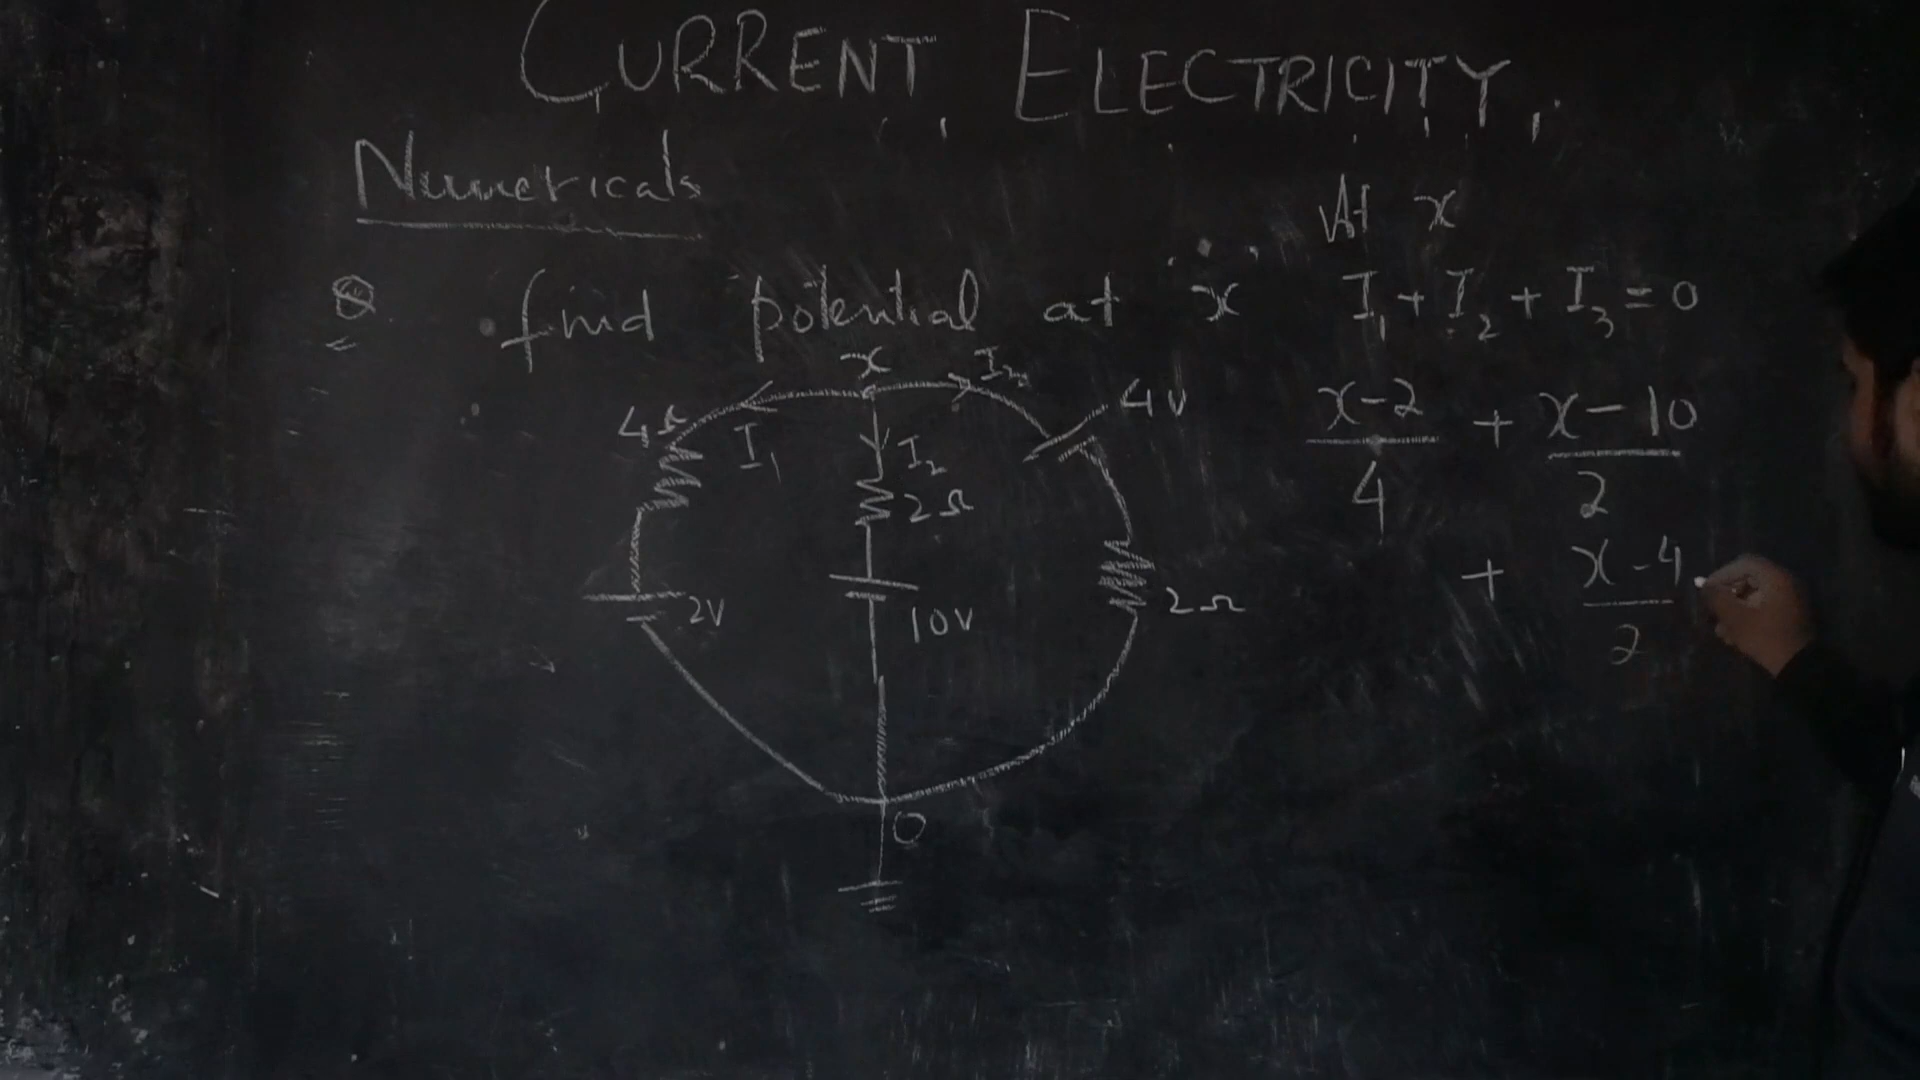 CURRENT ELECTRICITY
Numericals
Q find potential at x
At x
I₁ + I₂ + I₃ = 0
x-2/4 + x-10/2
+ x-4/2
x
4Ω
I₁
I₂
2Ω
4V
2V
10V
2Ω
0